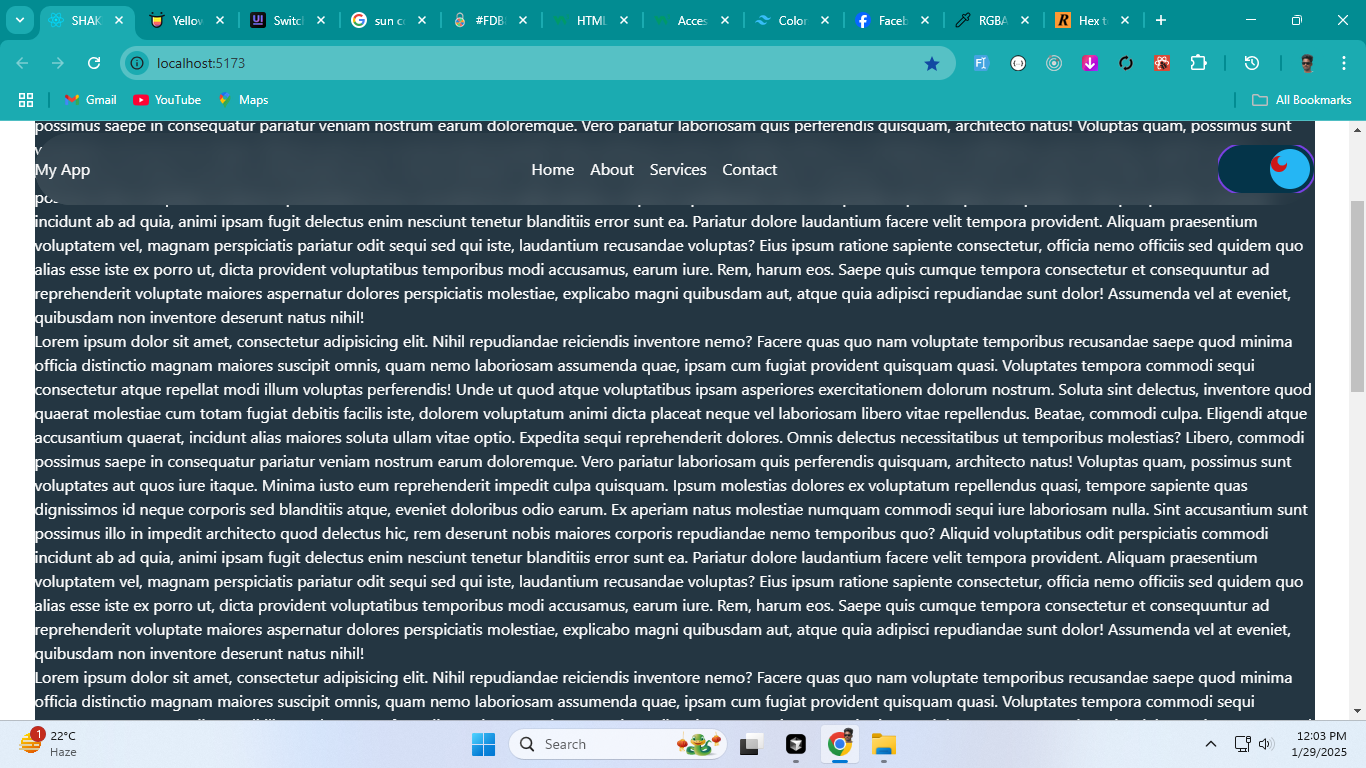 SHAK
Yellov
Switcl
sun c
#FDB
HTML
Acces
Color
Faceb
RGBA
Hex t
localhost:5173
Gmail
YouTube
Maps
All Bookmarks
possimus saepe in consequatur pariatur veniam nostrum earum doloremque. Vero pariatur laboriosam quis perferendis quisquam, architecto natus! Voluptas quam, possimus sunt
My App
Home
About
Services
Contact
incidunt ab ad quia, animi ipsam fugit delectus enim nesciunt tenetur blanditiis error sunt ea. Pariatur dolore laudantium facere velit tempora provident. Aliquam praesentium
voluptatem vel, magnam perspiciatis pariatur odit sequi sed qui iste, laudantium recusandae voluptas? Eius ipsum ratione sapiente consectetur, officia nemo officiis sed quidem quo
alias esse iste ex porro ut, dicta provident voluptatibus temporibus modi accusamus, earum iure. Rem, harum eos. Saepe quis cumque tempora consectetur et consequuntur ad
reprehenderit voluptate maiores aspernatur dolores perspiciatis molestiae, explicabo magni quibusdam aut, atque quia adipisci repudiandae sunt dolor! Assumenda vel at eveniet,
quibusdam non inventore deserunt natus nihil!
Lorem ipsum dolor sit amet, consectetur adipisicing elit. Nihil repudiandae reiciendis inventore nemo? Facere quas quo nam voluptate temporibus recusandae saepe quod minima
officia distinctio magnam maiores suscipit omnis, quam nemo laboriosam assumenda quae, ipsam cum fugiat provident quisquam quasi. Voluptates tempora commodi sequi
consectetur atque repellat modi illum voluptas perferendis! Unde ut quod atque voluptatibus ipsam asperiores exercitationem dolorum nostrum. Soluta sint delectus, inventore quod
quaerat molestiae cum totam fugiat debitis facilis iste, dolorem voluptatum animi dicta placeat neque vel laboriosam libero vitae repellendus. Beatae, commodi culpa. Eligendi atque
accusantium quaerat, incidunt alias maiores soluta ullam vitae optio. Expedita sequi reprehenderit dolores. Omnis delectus necessitatibus ut temporibus molestias? Libero, commodi
possimus saepe in consequatur pariatur veniam nostrum earum doloremque. Vero pariatur laboriosam quis perferendis quisquam, architecto natus! Voluptas quam, possimus sunt
voluptates aut quos iure itaque. Minima iusto eum reprehenderit impedit culpa quisquam. Ipsum molestias dolores ex voluptatum repellendus quasi, tempore sapiente quas
dignissimos id neque corporis sed blanditiis atque, eveniet doloribus odio earum. Ex aperiam natus molestiae numquam commodi sequi iure laboriosam nulla. Sint accusantium sunt
possimus illo in impedit architecto quod delectus hic, rem deserunt nobis maiores corporis repudiandae nemo temporibus quo? Aliquid voluptatibus odit perspiciatis commodi
incidunt ab ad quia, animi ipsam fugit delectus enim nesciunt tenetur blanditiis error sunt ea. Pariatur dolore laudantium facere velit tempora provident. Aliquam praesentium
voluptatem vel, magnam perspiciatis pariatur odit sequi sed qui iste, laudantium recusandae voluptas? Eius ipsum ratione sapiente consectetur, officia nemo officiis sed quidem quo
alias esse iste ex porro ut, dicta provident voluptatibus temporibus modi accusamus, earum iure. Rem, harum eos. Saepe quis cumque tempora consectetur et consequuntur ad
reprehenderit voluptate maiores aspernatur dolores perspiciatis molestiae, explicabo magni quibusdam aut, atque quia adipisci repudiandae sunt dolor! Assumenda vel at eveniet,
quibusdam non inventore deserunt natus nihil!
Lorem ipsum dolor sit amet, consectetur adipisicing elit. Nihil repudiandae reiciendis inventore nemo? Facere quas quo nam voluptate temporibus recusandae saepe quod minima
officia distinctio magnam maiores suscipit omnis, quam nemo laboriosam assumenda quae, ipsam cum fugiat provident quisquam quasi. Voluptates tempora commodi sequi
1
22°C
Haze
Search
12:03 PM
1/29/2025